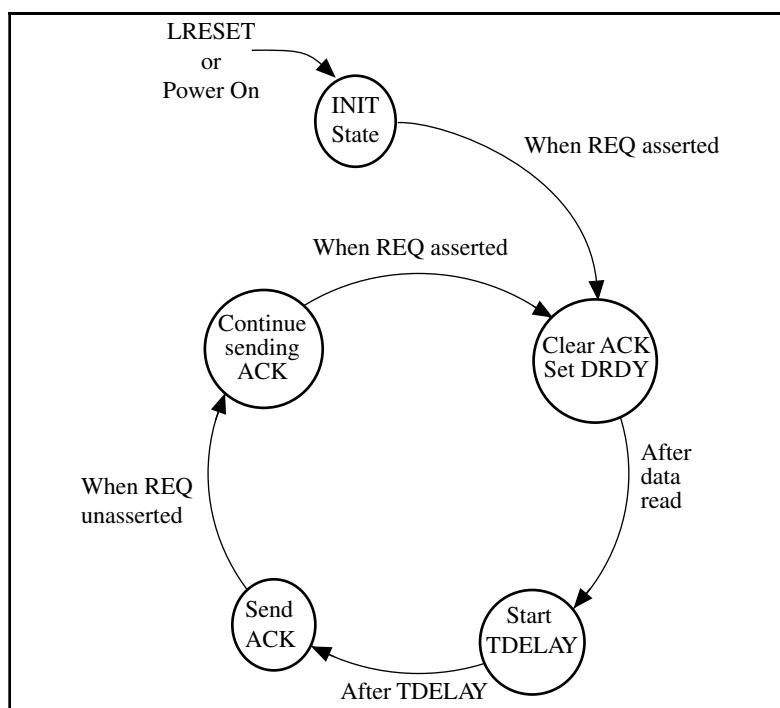 LRESET
or
Power On
INIT
State
When REQ asserted
When REQ asserted
Continue
sending
ACK
Clear ACK
Set DRDY
After
data
read
When REQ
unasserted
Send
ACK
Start
TDELAY
After TDELAY